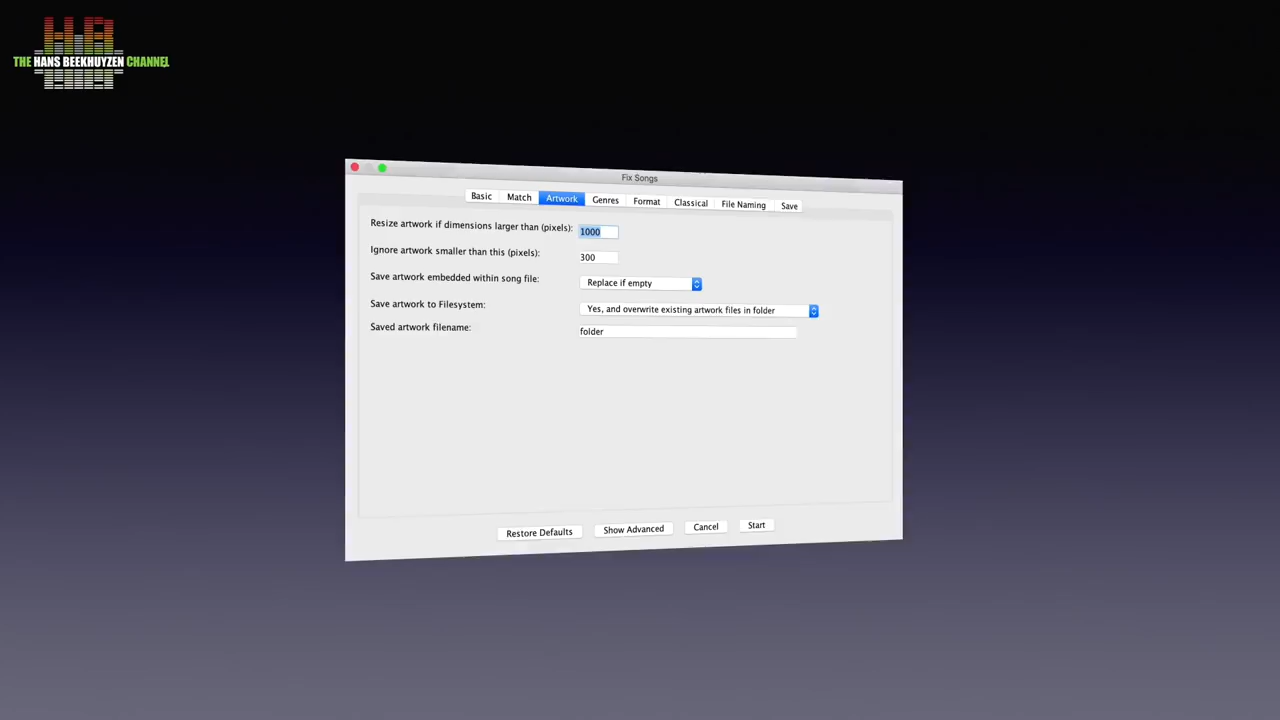 THE HANS BEEKHUYZEN CHANNEL
Fix Songs
Basic Match Artwork Genres Format Classical File Naming Save
Resize artwork if dimensions larger than (pixels): 1000
Ignore artwork smaller than this (pixels): 300
Save artwork embedded within song file: Replace if empty
Save artwork to Filesystem: Yes, and overwrite existing artwork files in folder
Saved artwork filename: folder
Restore Defaults Show Advanced Cancel Start